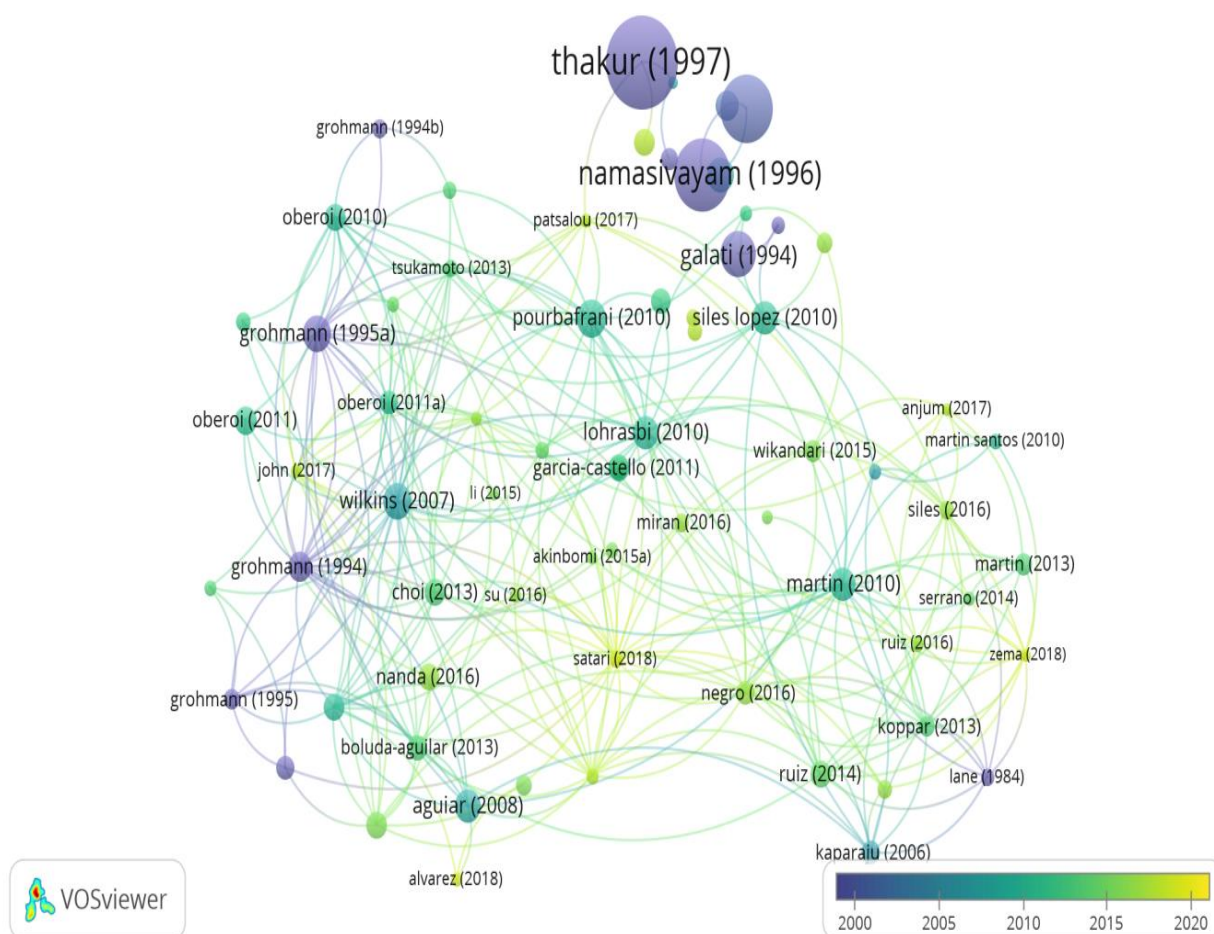 thakur (1997)
grohmann (1994b)
namasivayam (1996)
oberoi (2010)
patsalou (2017)
galati (1994)
tsukamoto (2013)
pourbafrani (2010)
siles lopez (2010)
grohmann (1995a)
oberoi (2011a)
anjum (2017)
oberoi (2011)
lohrasbi (2010)
martin santos (2010)
wikandari (2015)
john (2017)
garcia-castello (2011)
li (2015)
wilkins (2007)
siles (2016)
miran (2016)
akinbomi (2015a)
grohmann (1994)
martin (2013)
martin (2010)
choi (2013)
su (2016)
serrano (2014)
ruiz (2016)
satari (2018)
zema (2018)
nanda (2016)
negro (2016)
grohmann (1995)
koppar (2013)
boluda-aguilar (2013)
ruiz (2014)
lane (1984)
aguiar (2008)
kaparaju (2006)
alvarez (2018)
VOSviewer
2000
2005
2010
2015
2020